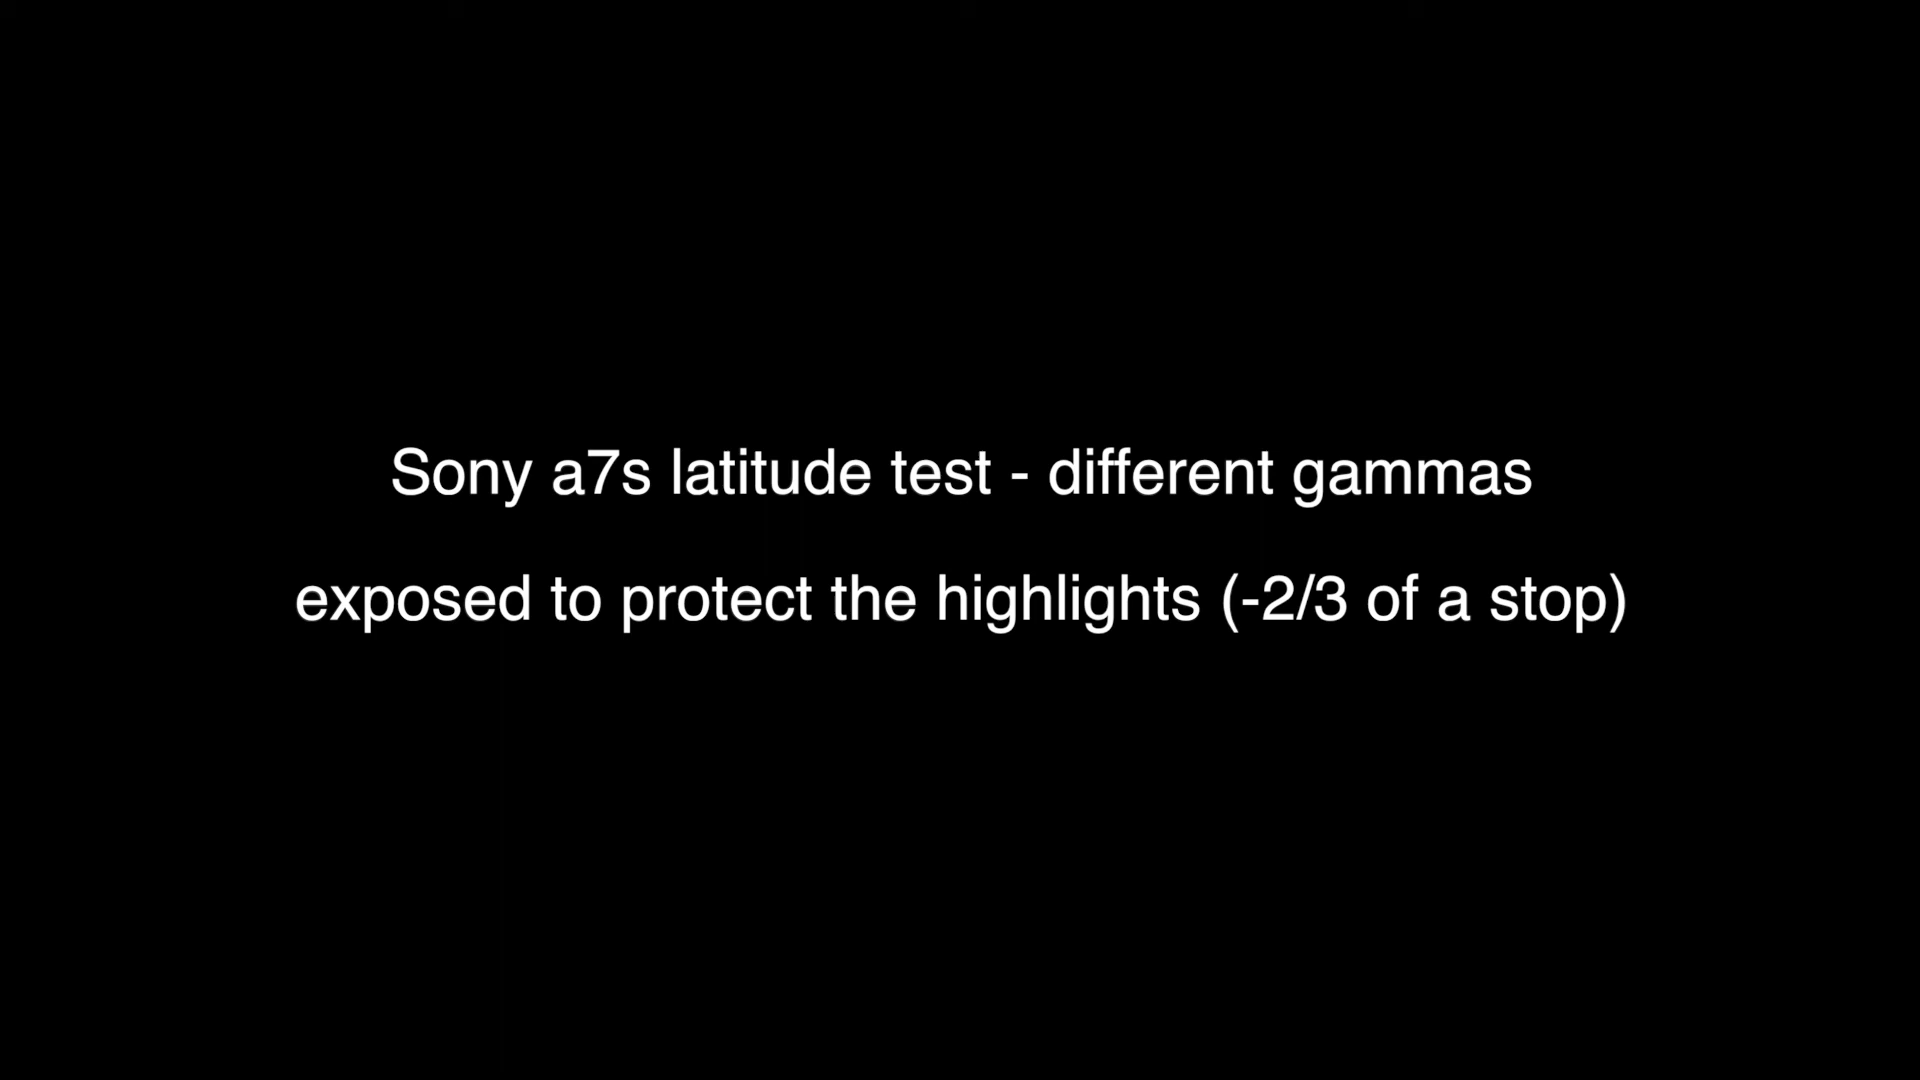 Sony a7s latitude test - different gammas
exposed to protect the highlights (-2/3 of a stop)